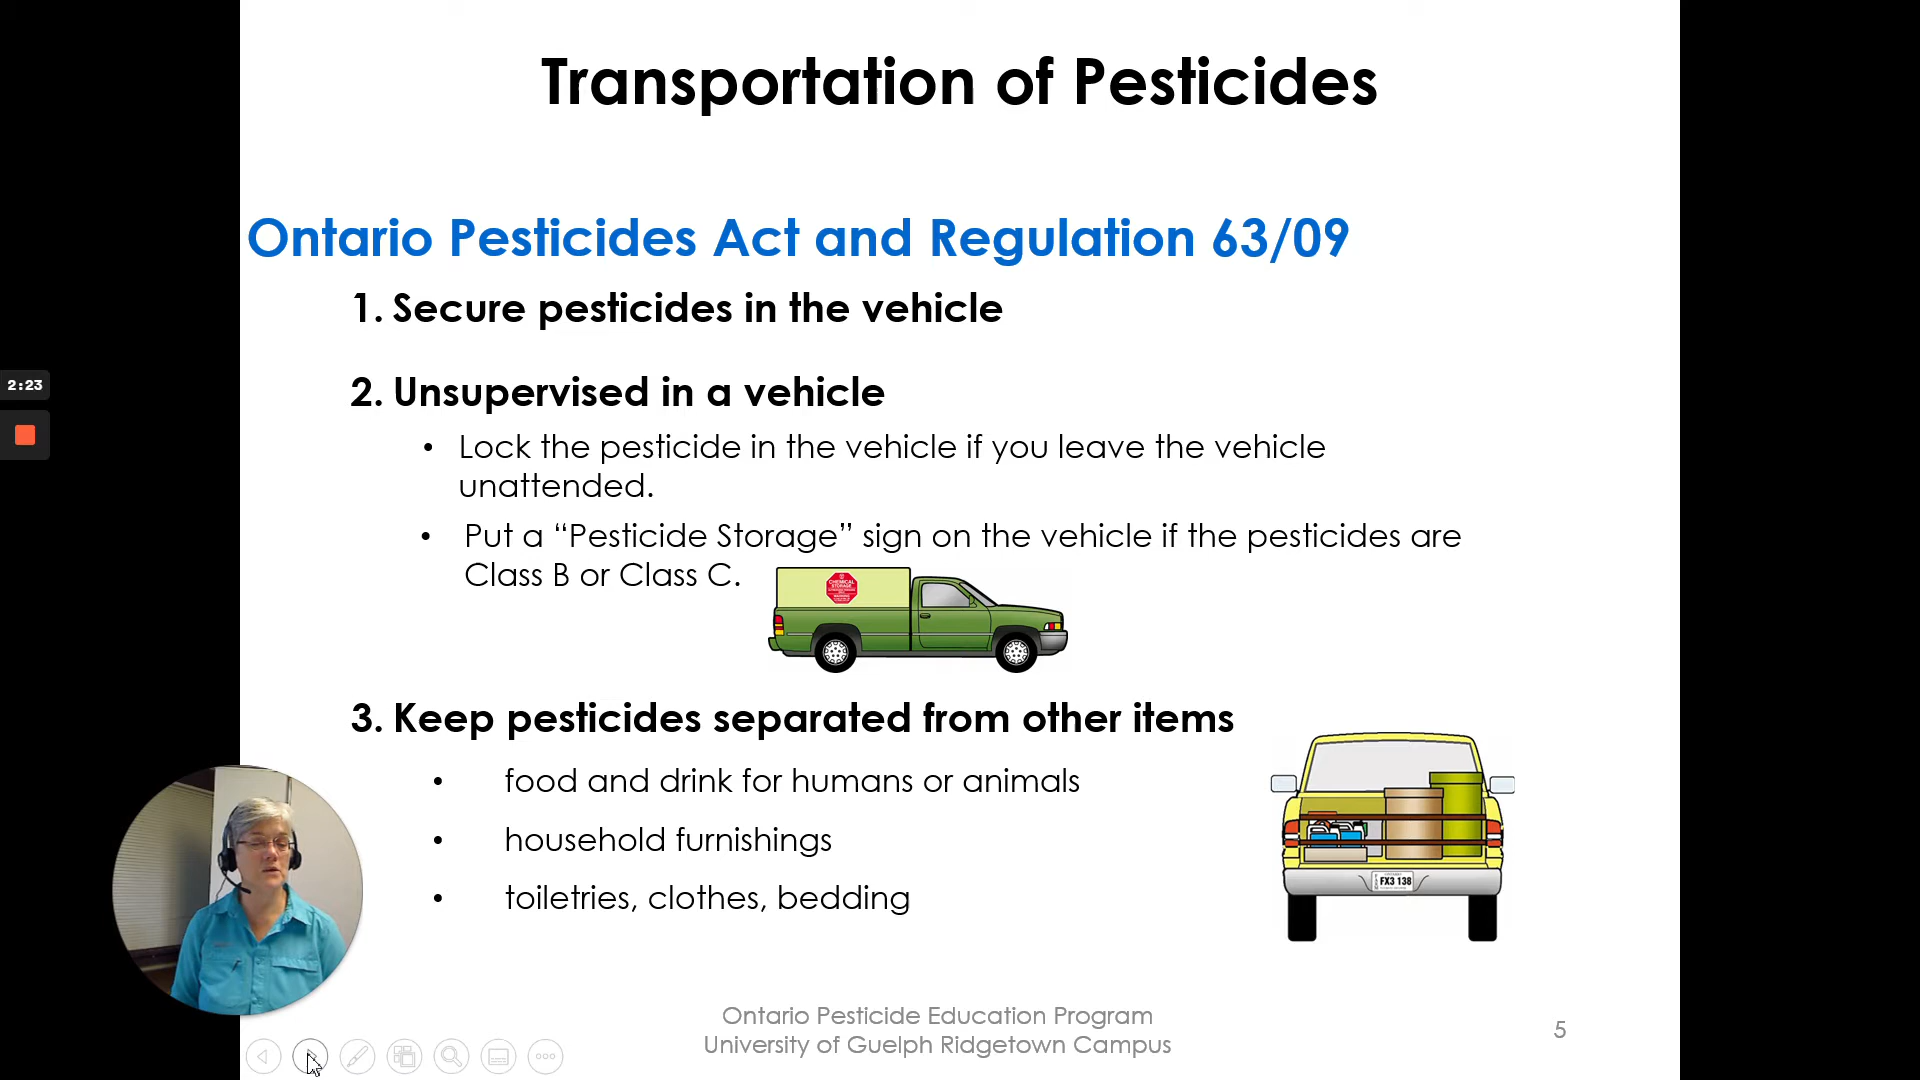 Transportation of Pesticides
Ontario Pesticides Act and Regulation 63/09
1. Secure pesticides in the vehicle
2. Unsupervised in a vehicle
• Lock the pesticide in the vehicle if you leave the vehicle
unattended.
• Put a “Pesticide Storage” sign on the vehicle if the pesticides are
Class B or Class C.
CHEMICAL
STORAGE
3. Keep pesticides separated from other items
• food and drink for humans or animals
• household furnishings
• toiletries, clothes, bedding
FX3 138
2:23
Ontario Pesticide Education Program
University of Guelph Ridgetown Campus
5